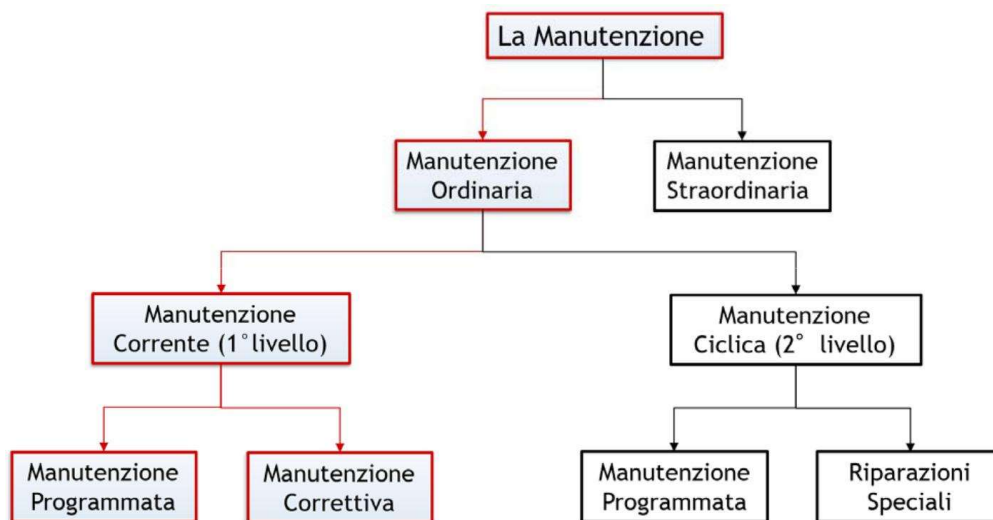 La Manutenzione
Manutenzione
Ordinaria
Manutenzione
Straordinaria
Manutenzione
Corrente (1°livello)
Manutenzione
Ciclica (2° livello)
Manutenzione
Programmata
Manutenzione
Correttiva
Manutenzione
Programmata
Riparazioni
Speciali